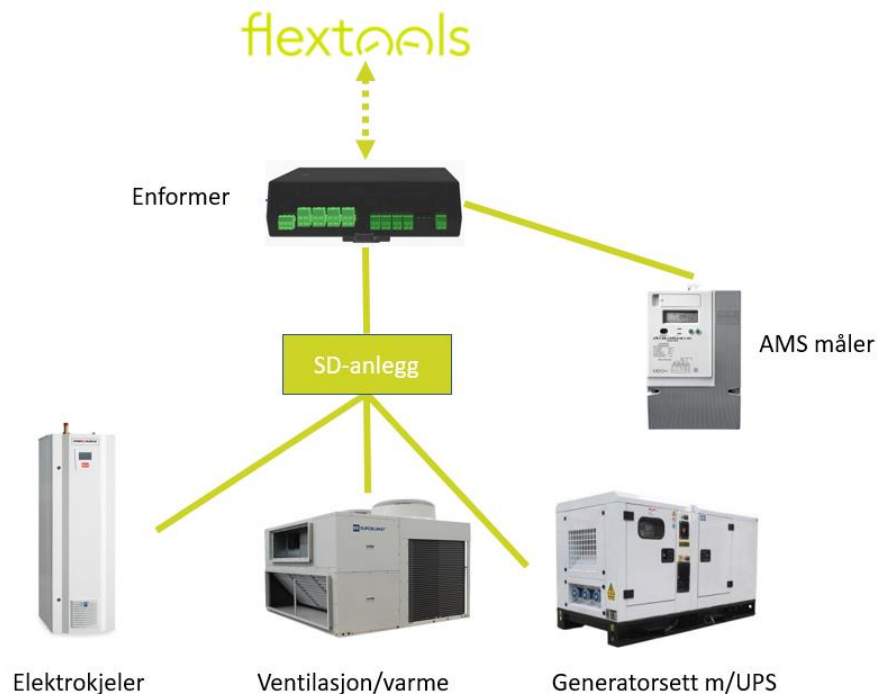 flextools
Enformer
AMS måler
SD-anlegg
Elektrokjeler
Ventilasjon/varme
Generatorsett m/UPS